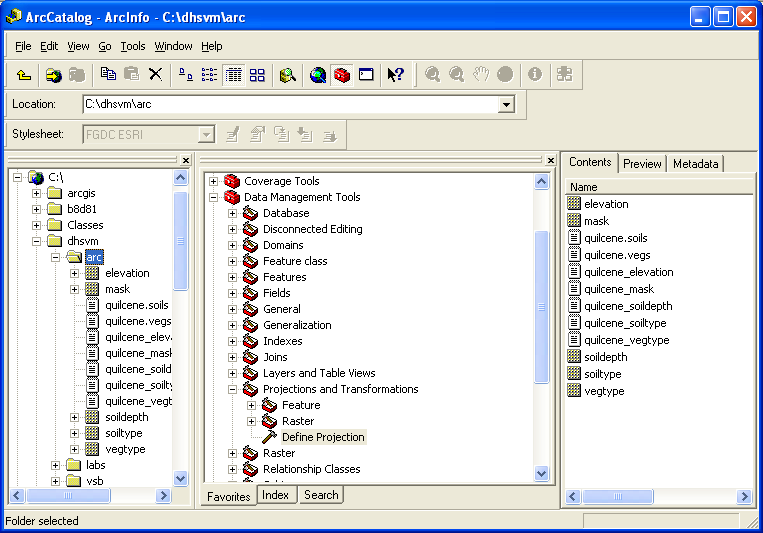 ArcCatalog - ArcInfo - C:\dhsvm\arc
File Edit View Go Tools Window Help
Location: C:\dhsvm\arc
Stylesheet: FGDC ESRI
C:\
arcgis
b8d81
Classes
dhsvm
arc
elevation
mask
quilcene.soils
quilcene.vegs
quilcene_elev
quilcene_mask
quilcene_soild
quilcene_soilty
quilcene_vegt
soildepth
soiltype
vegtype
labs
vsb
Coverage Tools
Data Management Tools
Database
Disconnected Editing
Domains
Feature class
Features
Fields
General
Generalization
Indexes
Joins
Layers and Table Views
Projections and Transformations
Feature
Raster
Define Projection
Raster
Relationship Classes
Favorites Index Search
Contents Preview Metadata
Name
elevation
mask
quilcene.soils
quilcene.vegs
quilcene_elevation
quilcene_mask
quilcene_soildepth
quilcene_soiltype
quilcene_vegtype
soildepth
soiltype
vegtype
Folder selected